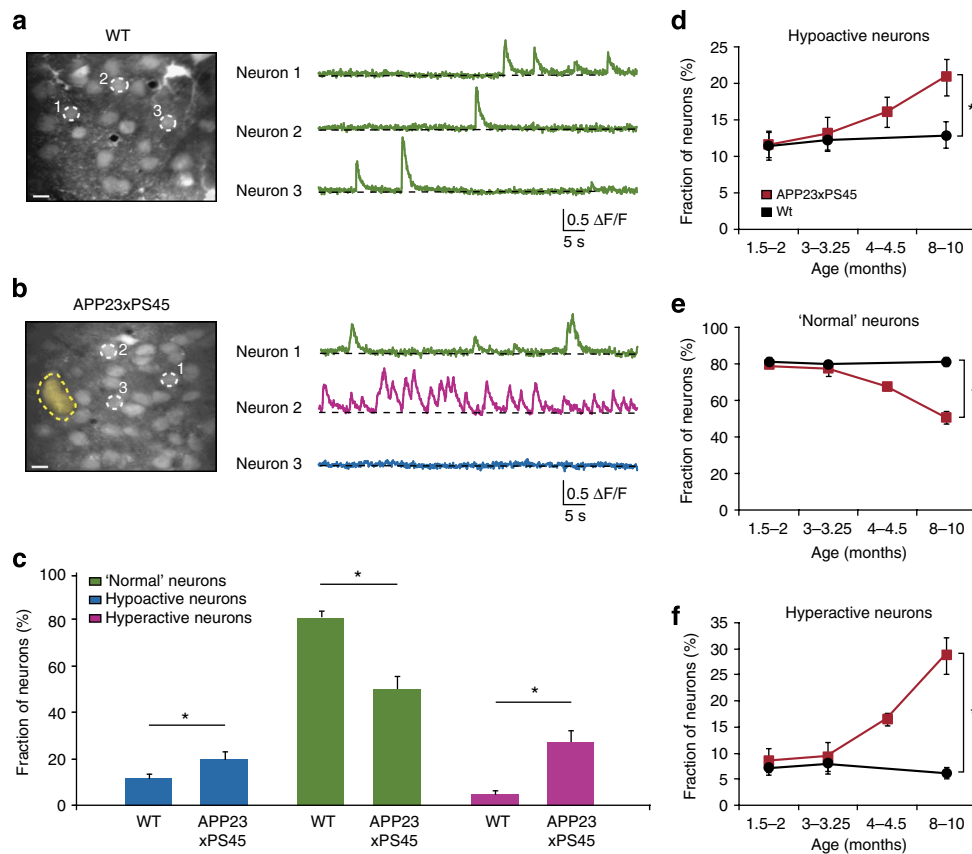 a
WT
1
2
3
Neuron 1
Neuron 2
Neuron 3
0.5 ΔF/F
5 s
b
APP23xPS45
2
1
3
Neuron 1
Neuron 2
Neuron 3
0.5 ΔF/F
5 s
c
Fraction of neurons (%)
100
80
60
40
20
0
'Normal' neurons
Hypoactive neurons
Hyperactive neurons
*
*
*
WT
APP23
xPS45
WT
APP23
xPS45
WT
APP23
xPS45
d
Hypoactive neurons
Fraction of neurons (%)
25
20
15
10
5
0
APP23xPS45
Wt
*
1.5–2
3–3.25
4–4.5
8–10
Age (months)
e
'Normal' neurons
Fraction of neurons (%)
100
80
60
40
20
0
1.5–2
3–3.25
4–4.5
8–10
Age (months)
f
Hyperactive neurons
Fraction of neurons (%)
35
30
25
20
15
10
5
0
1.5–2
3–3.25
4–4.5
8–10
Age (months)